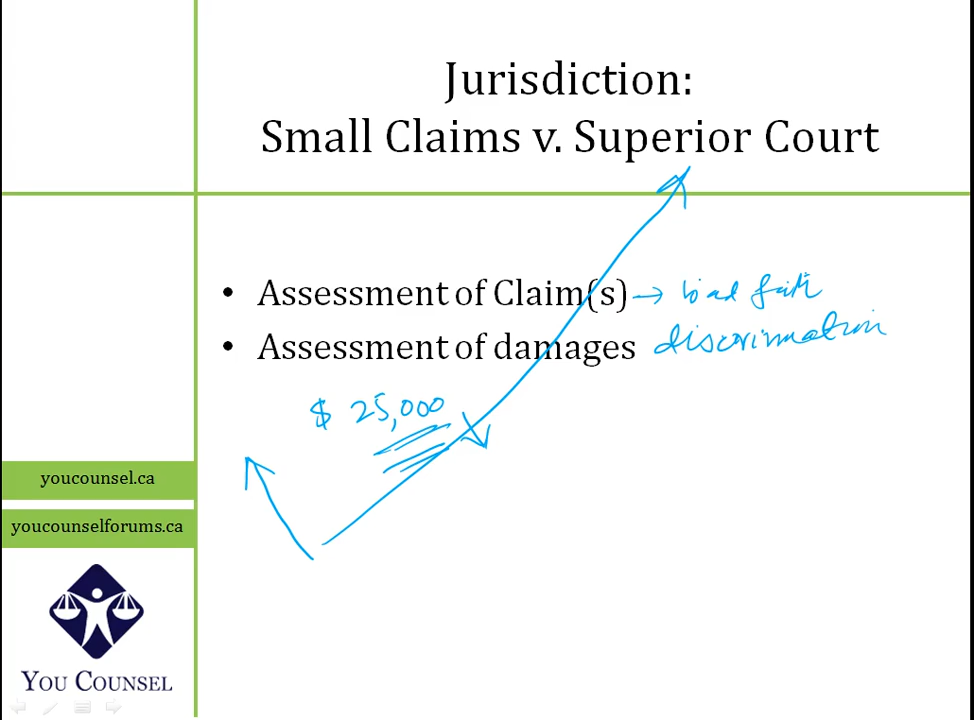 Jurisdiction:
Small Claims v. Superior Court
• Assessment of Claim(s) → bad faith
• Assessment of damages discrimination
$ 25,000
youcounsel.ca
youcounselforums.ca
YOU COUNSEL